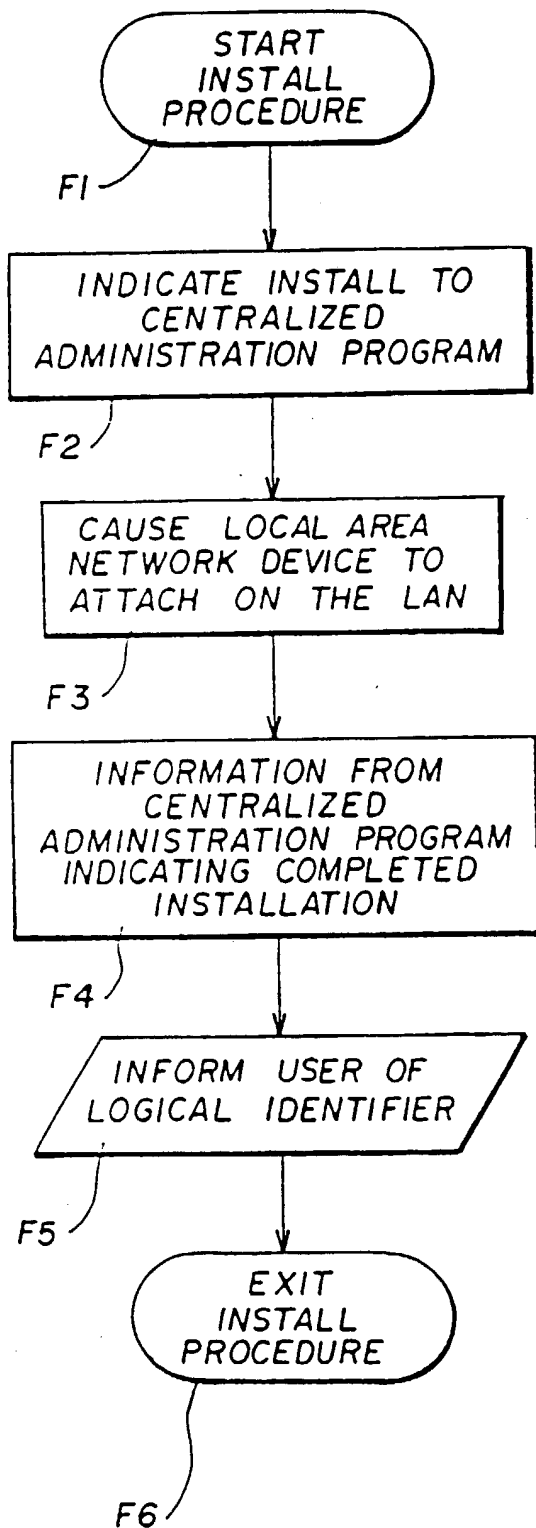 START
INSTALL
PROCEDURE
F1
INDICATE INSTALL TO
CENTRALIZED
ADMINISTRATION PROGRAM
F2
CAUSE LOCAL AREA
NETWORK DEVICE TO
ATTACH ON THE LAN
F3
INFORMATION FROM
CENTRALIZED
ADMINISTRATION PROGRAM
INDICATING COMPLETED
INSTALLATION
F4
INFORM USER OF
LOGICAL IDENTIFIER
F5
EXIT
INSTALL
PROCEDURE
F6